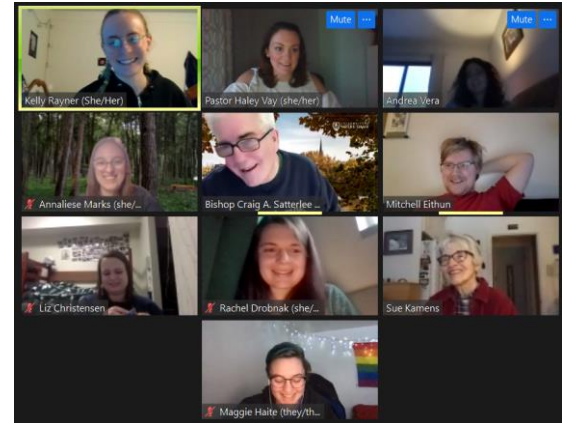 Mute
Mute
Kelly Rayner (She/Her)
Pastor Haley Vay (she/her)
Andrea Vera
Annaliese Marks (she/...
Bishop Craig A. Satterlee ...
Mitchell Eithun
Liz Christensen
Rachel Drobnak (she/...
Sue Kamens
Maggie Haite (they/th...